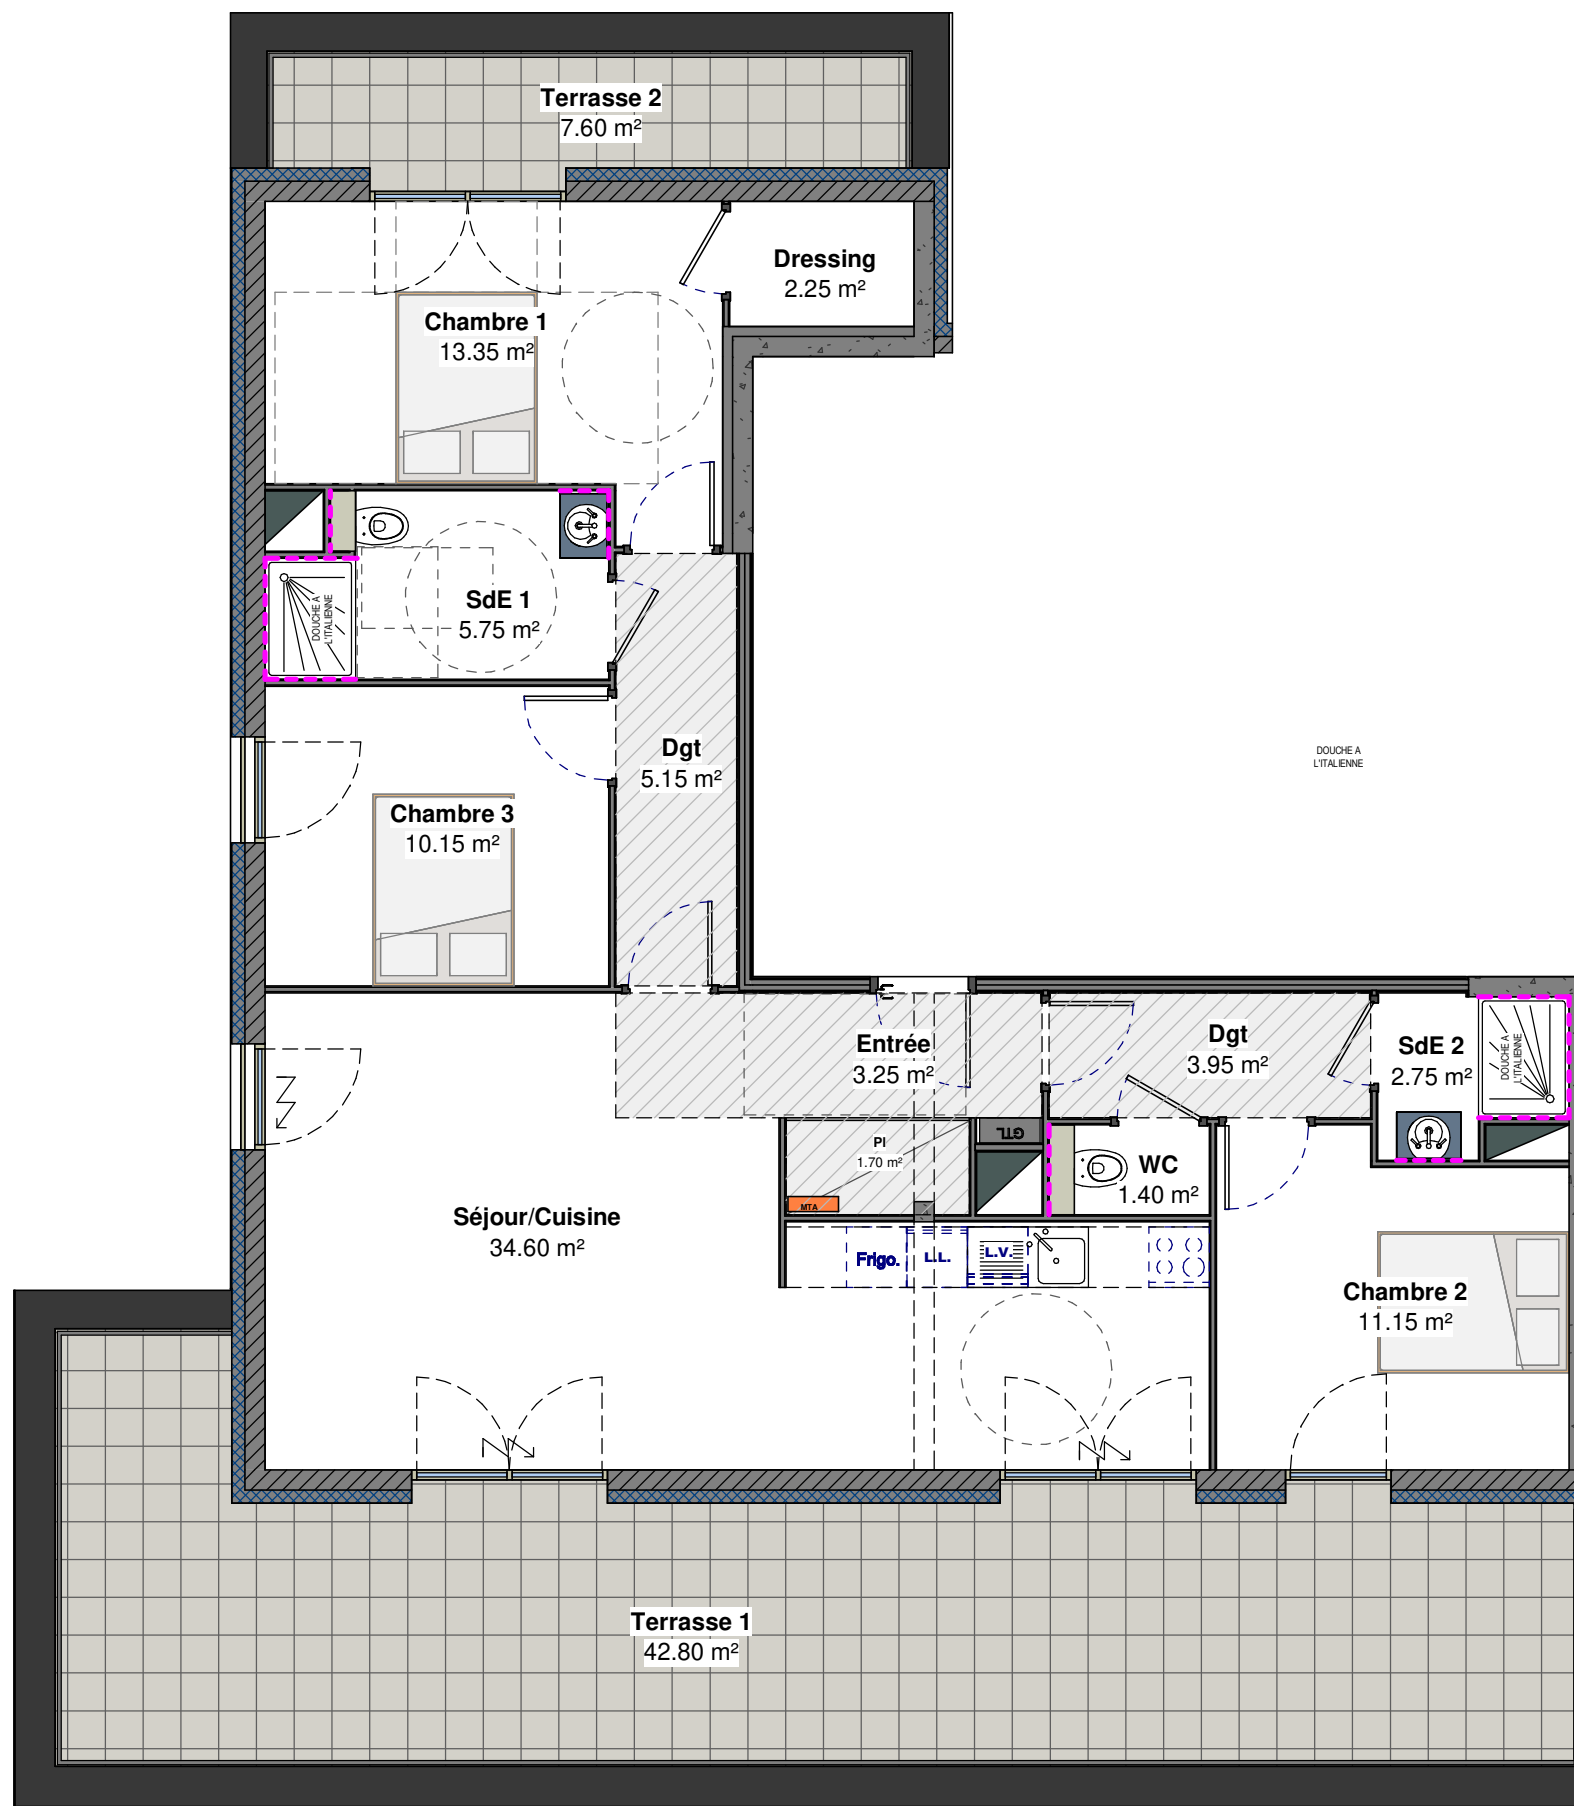 Terrasse 2
7.60 m²
Dressing
2.25 m²
Chambre 1
13.35 m²
SdE 1
5.75 m²
DOUCHE A
L'ITALIENNE
Dgt
5.15 m²
DOUCHE A
L'ITALIENNE
Chambre 3
10.15 m²
Entrée
3.25 m²
Dgt
3.95 m²
SdE 2
2.75 m²
DOUCHE A
L'ITALIENNE
Pl
1.70 m²
GTL
MTA
WC
1.40 m²
Séjour/Cuisine
34.60 m²
Frigo.
L.L.
L.V.
Chambre 2
11.15 m²
Terrasse 1
42.80 m²